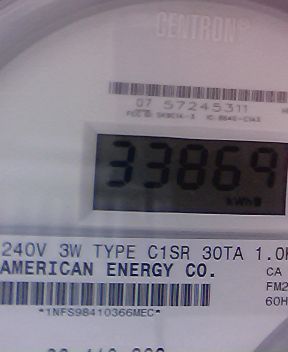 CENTRON®
07 57245311
33869
kWh
240V 3W TYPE C1SR 30TA 1.0
AMERICAN ENERGY CO.
CA
FM2
60H
*1NFS98410366MEC*